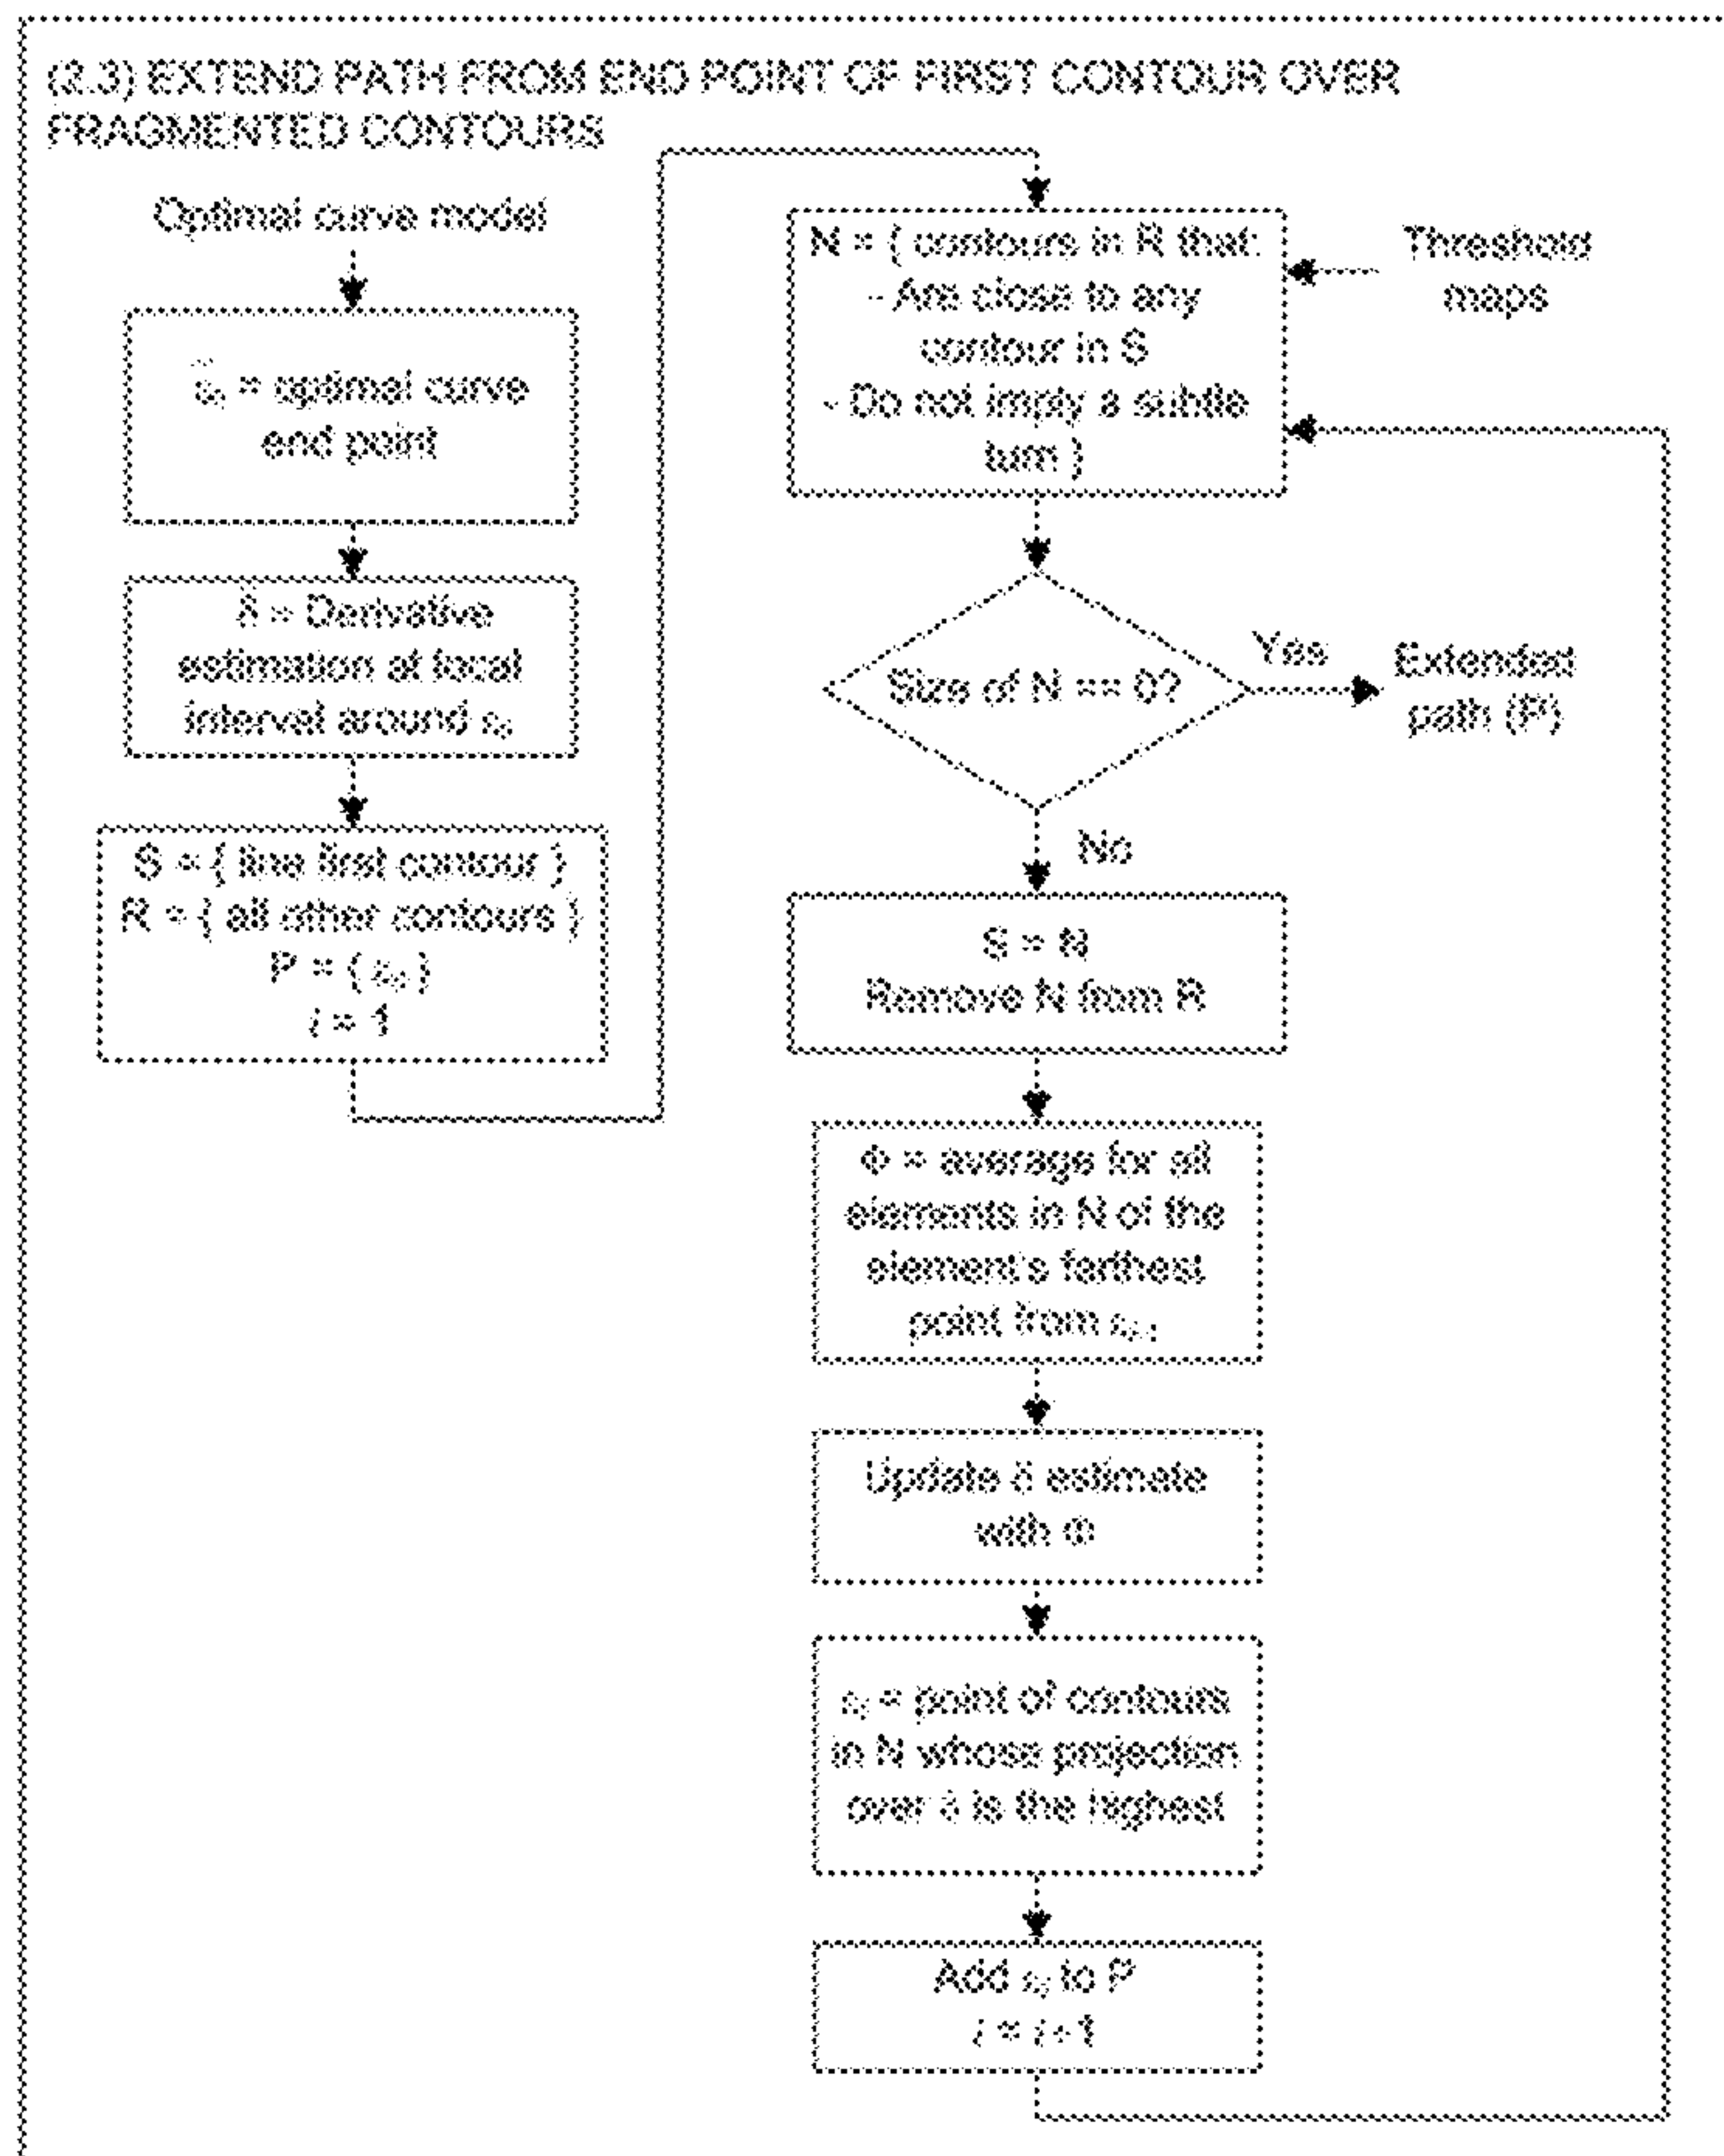 (2.3) EXTEND PATH FROM END POINT OF FIRST CONTOUR OVER
FRAGMENTED CONTOURS
Optimal curve model
= optimal curve
end point
= Derivative
estimation at local
interval around
S = { line first contour }
R = { all other contours }
P = { ε₀ }
i = 1
N = { contours in R that:
- Are close to any
contour in S
- Do not imply a subtle
turn }
Threshold
maps
Size of N == 0?
Yes
Extended
path (P)
No
S = N
Remove N from R
Φ = average for all
elements in N of the
element's farthest
point from
Update estimate
with Φ
= point of contours
in N whose projection
over is the highest
Add to P
i = i+1